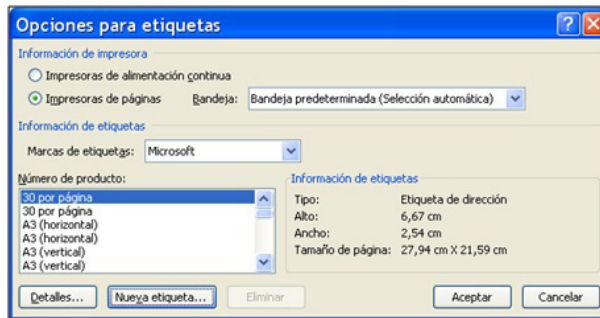 Opciones para etiquetas
Información de impresora
Impresoras de alimentación continua
Impresoras de páginas Bandeja: Bandeja predeterminada (Selección automática)
Información de etiquetas
Marcas de etiquetas: Microsoft
Número de producto:
30 por página
30 por página
A3 (horizontal)
A3 (horizontal)
A3 (vertical)
A3 (vertical)
Información de etiquetas
Tipo: Etiqueta de dirección
Alto: 6,67 cm
Ancho: 2,54 cm
Tamaño de página: 27,94 cm X 21,59 cm
Detalles... Nueva etiqueta... Eliminar Aceptar Cancelar